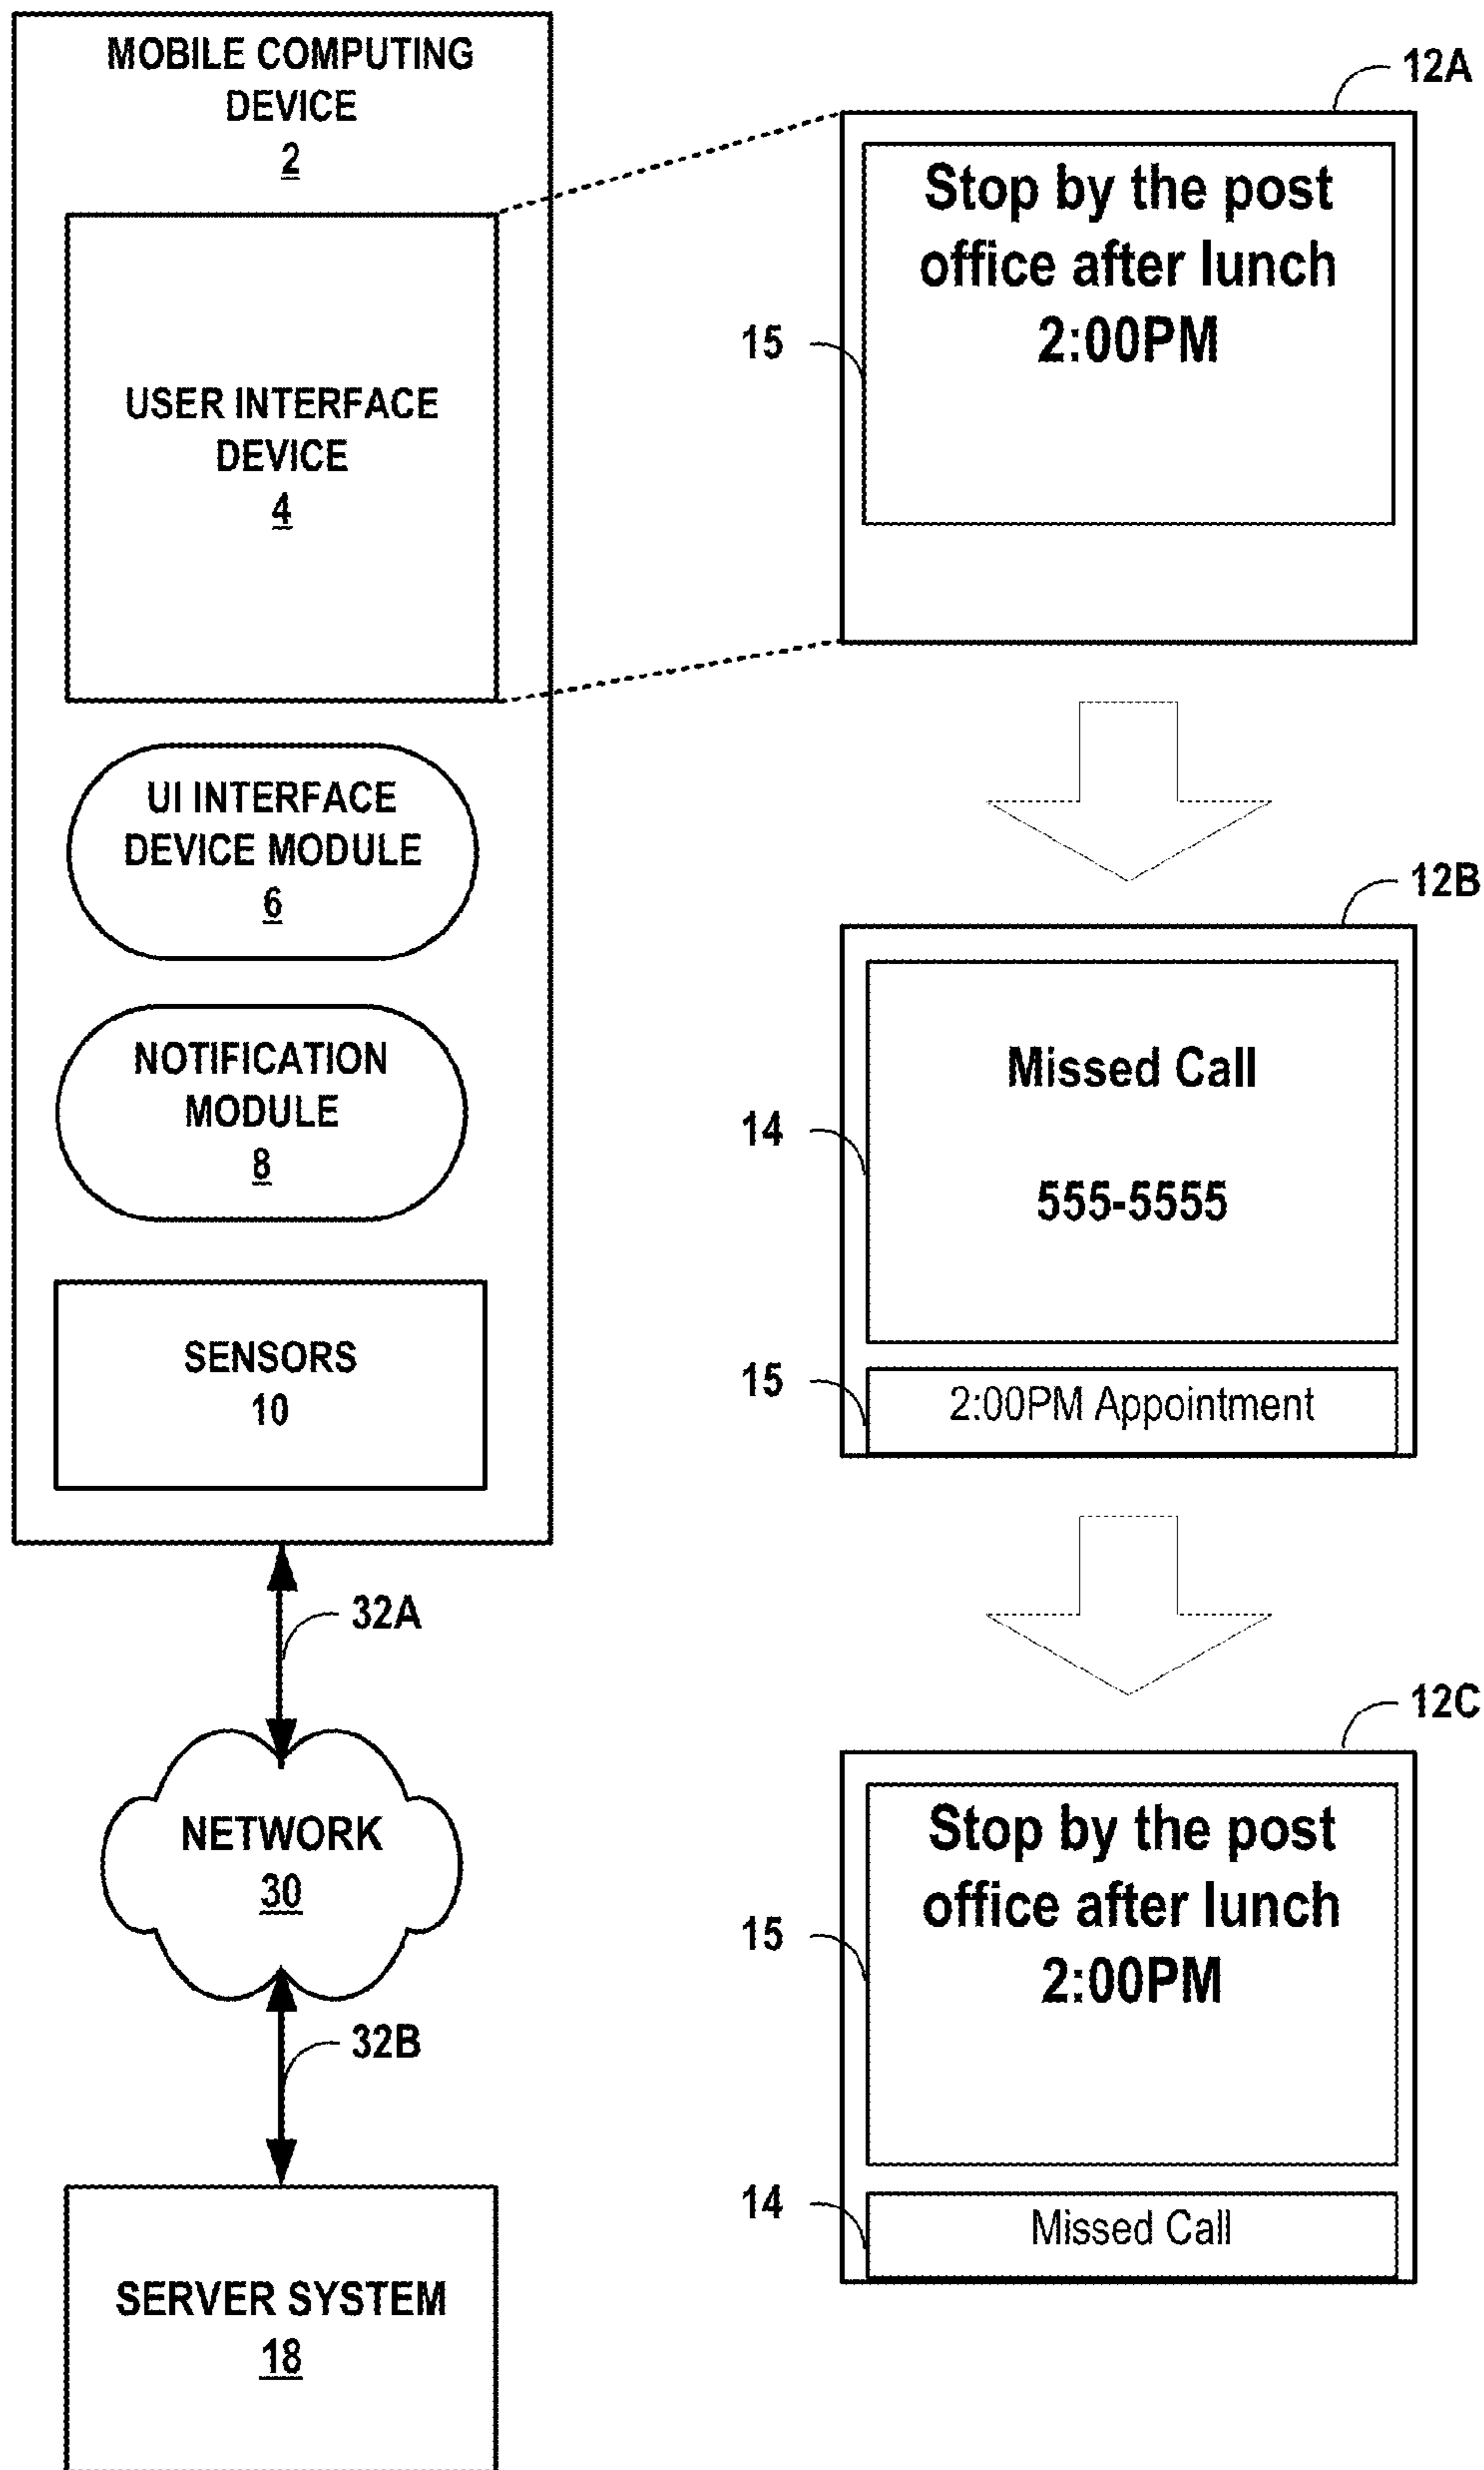 MOBILE COMPUTING
DEVICE
2
USER INTERFACE
DEVICE
4
UI INTERFACE
DEVICE MODULE
6
NOTIFICATION
MODULE
8
SENSORS
10
32A
NETWORK
30
32B
SERVER SYSTEM
18
12A
Stop by the post
office after lunch
2:00PM
15
12B
Missed Call
14
555-5555
15
2:00PM Appointment
12C
Stop by the post
office after lunch
15
2:00PM
14
Missed Call